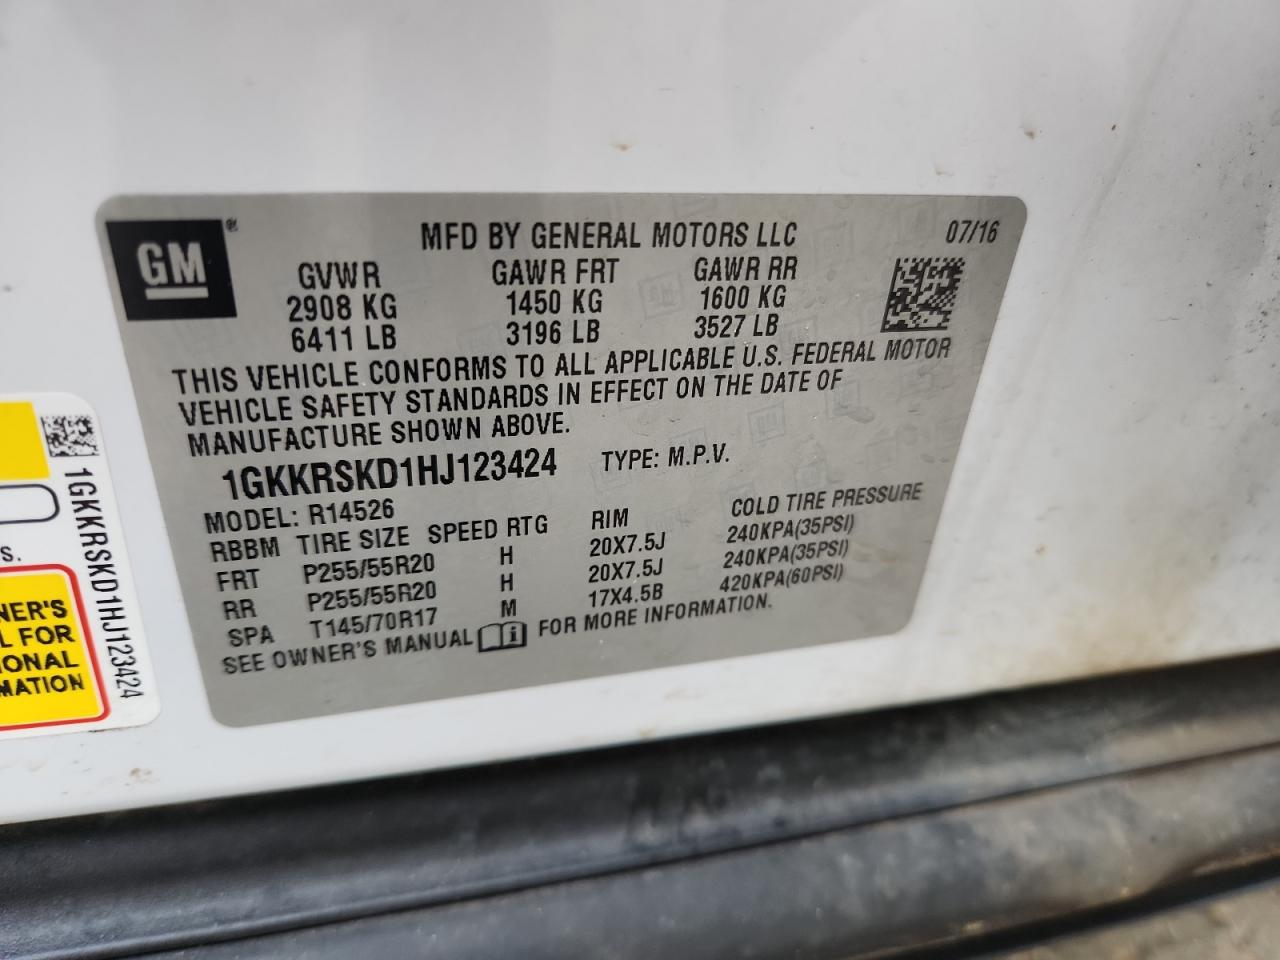 GM ®
MFD BY GENERAL MOTORS LLC 07/16
GVWR GAWR FRT GAWR RR
2908 KG 1450 KG 1600 KG
6411 LB 3196 LB 3527 LB
THIS VEHICLE CONFORMS TO ALL APPLICABLE U.S. FEDERAL MOTOR
VEHICLE SAFETY STANDARDS IN EFFECT ON THE DATE OF
MANUFACTURE SHOWN ABOVE.
1GKKRSKD1HJ123424 TYPE: M.P.V.
MODEL: R14526
RBBM TIRE SIZE SPEED RTG RIM COLD TIRE PRESSURE
FRT P255/55R20 H 20X7.5J 240KPA(35PSI)
RR P255/55R20 H 20X7.5J 240KPA(35PSI)
SPA T145/70R17 M 17X4.5B 420KPA(60PSI)
SEE OWNER'S MANUAL FOR MORE INFORMATION.
1GKKRSKD1HJ123424
S.
NER'S
L FOR
IONAL
MATION